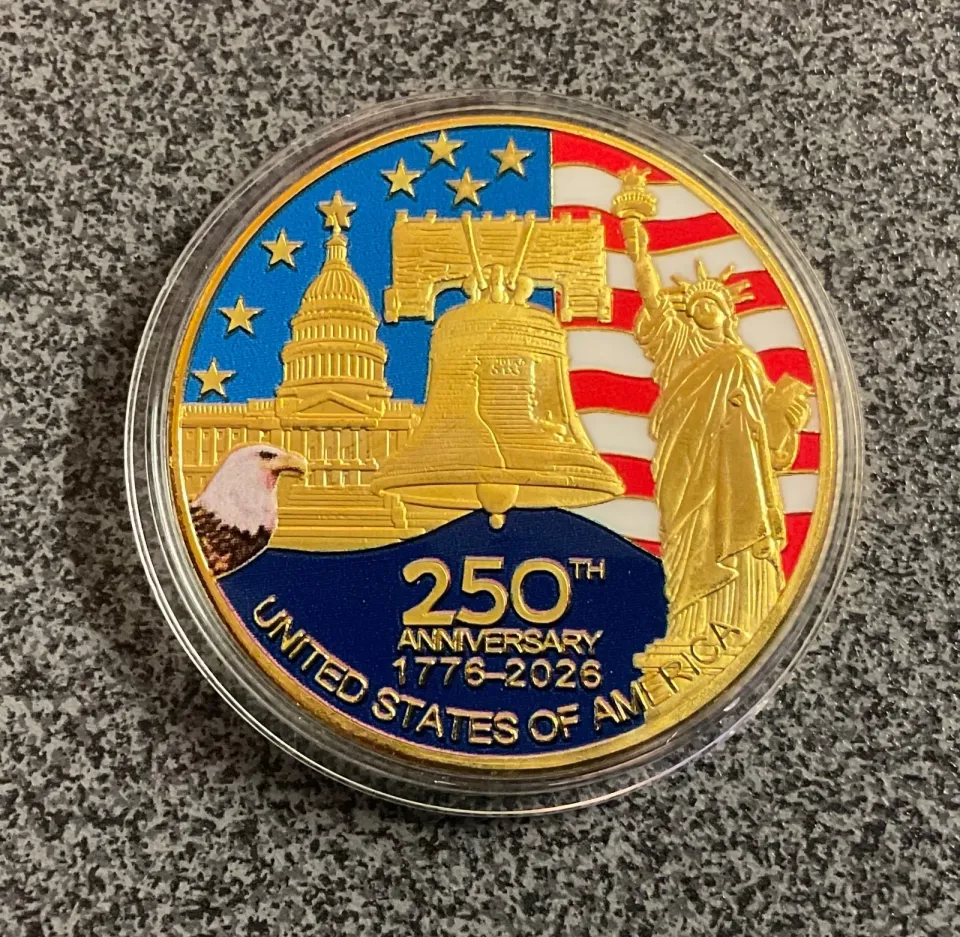 250TH
ANNIVERSARY
1776-2026
UNITED STATES OF AMERICA